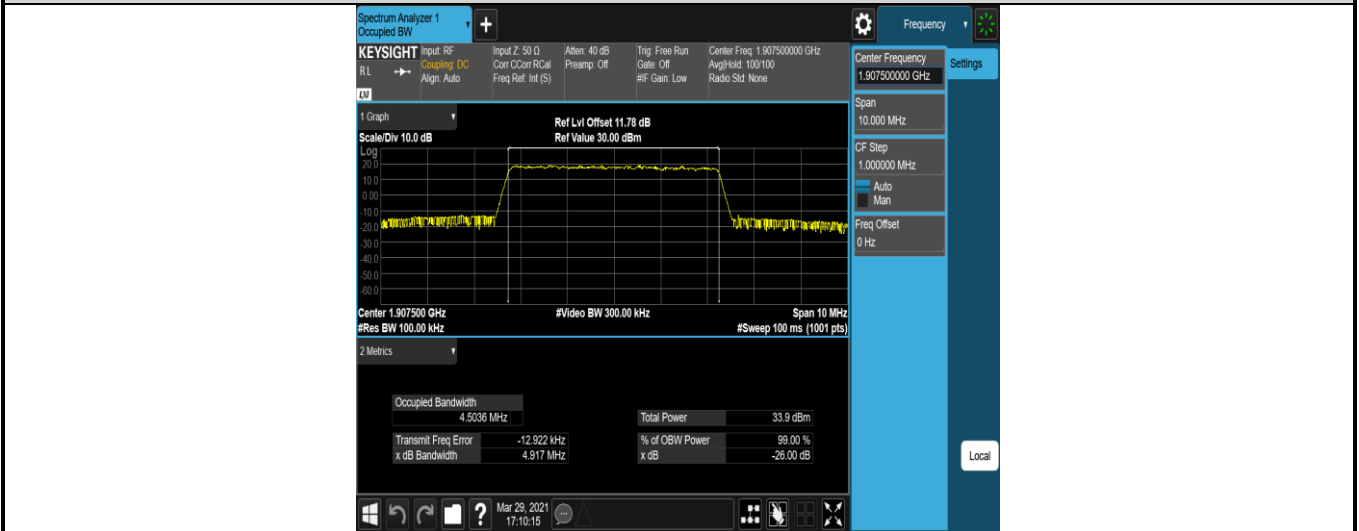 Spectrum Analyzer 1
Occupied BW
+
Frequency
KEYSIGHT
RL
LXI
Input: RF
Coupling: DC
Align: Auto
Input Z: 50 Ω
Corr CCorr RCal
Freq Ref: Int (S)
Atten: 40 dB
Preamp: Off
Trig: Free Run
Gate: Off
#IF Gain: Low
Center Freq: 1.907500000 GHz
Avg|Hold: 100/100
Radio Std: None
Center Frequency
1.907500000 GHz
Settings
Span
10.000 MHz
CF Step
1.000000 MHz
Auto
Man
Freq Offset
0 Hz
1 Graph
Scale/Div 10.0 dB
Ref Lvl Offset 11.78 dB
Ref Value 30.00 dBm
Log
20.0
10.0
0.00
-10.0
-20.0
-30.0
-40.0
-50.0
-60.0
Center 1.907500 GHz
#Res BW 100.00 kHz
#Video BW 300.00 kHz
Span 10 MHz
#Sweep 100 ms (1001 pts)
2 Metrics
Occupied Bandwidth
4.5036 MHz
Total Power 33.9 dBm
Transmit Freq Error -12.922 kHz
% of OBW Power 99.00 %
x dB Bandwidth 4.917 MHz
x dB -26.00 dB
Local
?
Mar 29, 2021
17:10:15